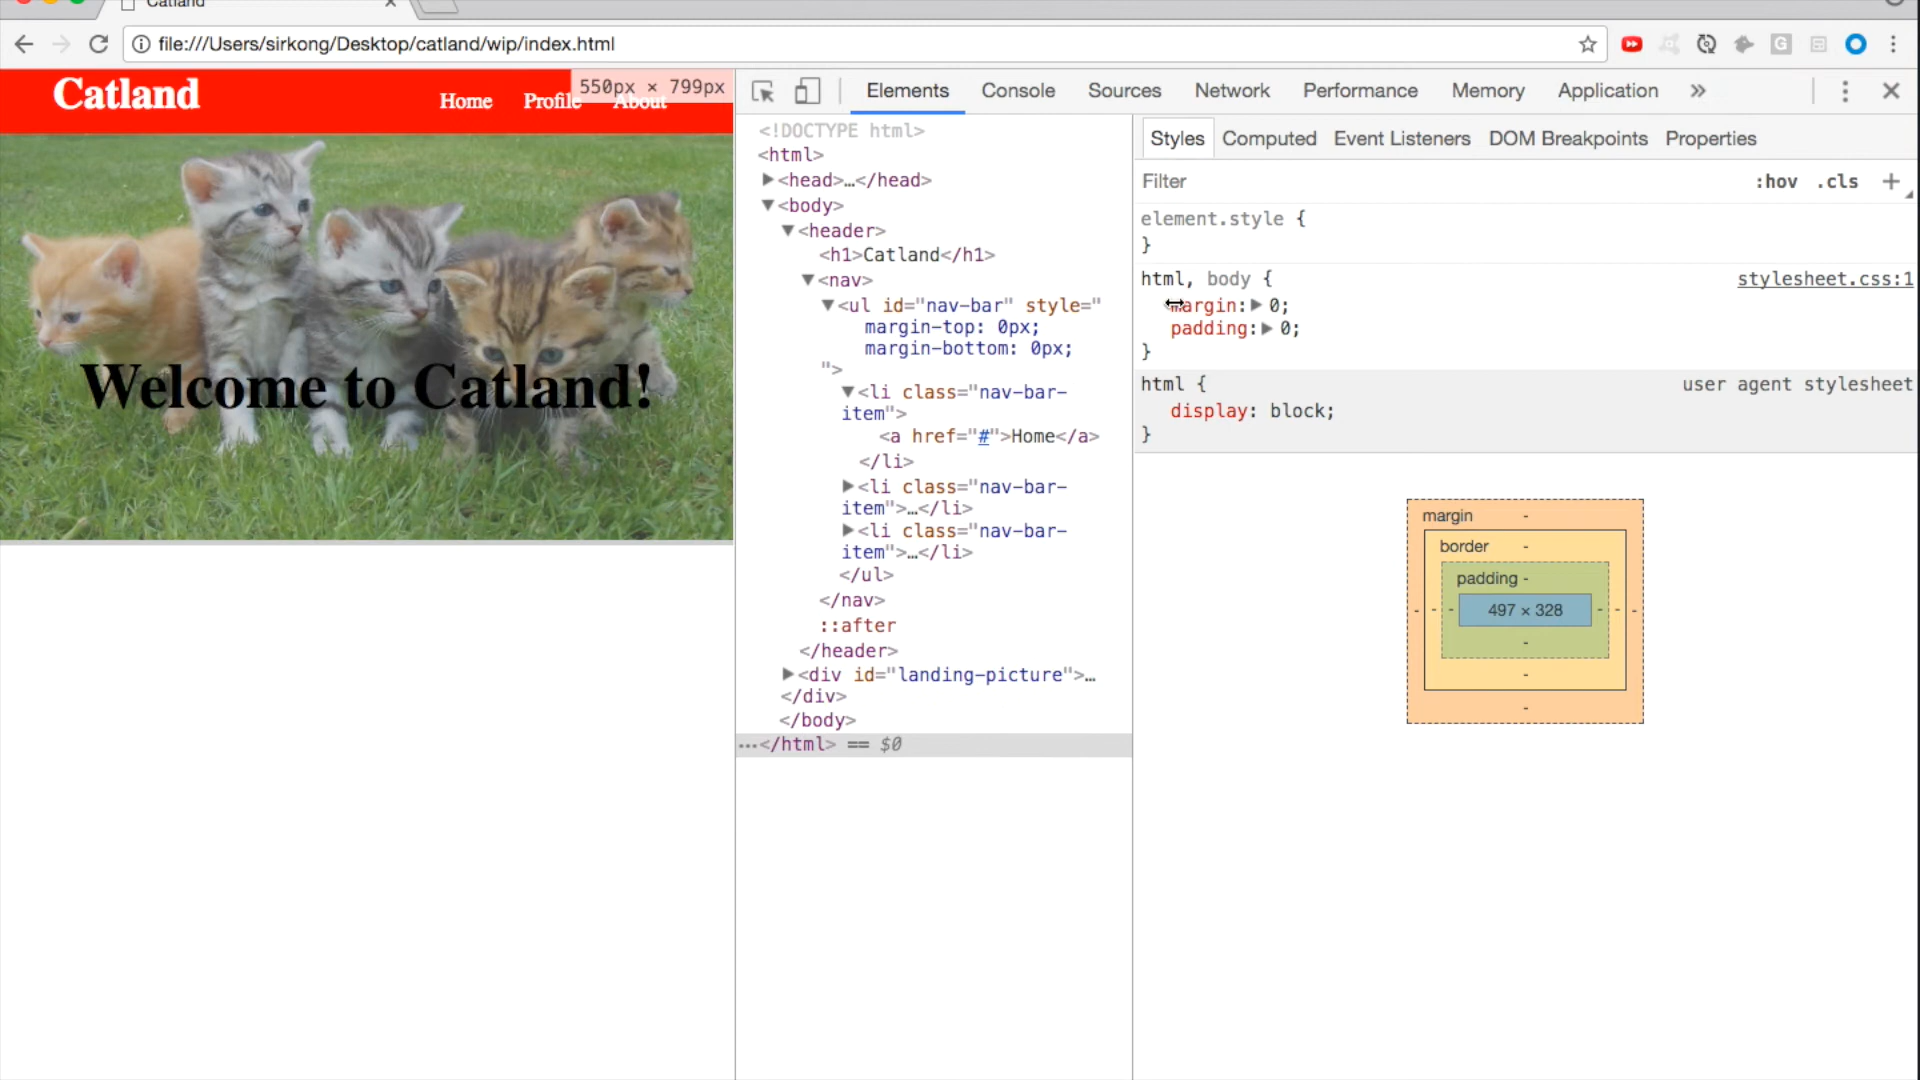 Catland
file:///Users/sirkong/Desktop/catland/wip/index.html
Catland
Home Profile About
550px × 799px
Welcome to Catland!
Elements Console Sources Network Performance Memory Application »
<!DOCTYPE html>
<html>
<head>…</head>
<body>
<header>
<h1>Catland</h1>
<nav>
<ul id="nav-bar" style="
margin-top: 0px;
margin-bottom: 0px;
">
<li class="nav-bar-
item">
<a href="#">Home</a>
</li>
<li class="nav-bar-
item">…</li>
<li class="nav-bar-
item">…</li>
</ul>
</nav>
::after
</header>
<div id="landing-picture">…
</div>
</body>
…</html> == $0
Styles Computed Event Listeners DOM Breakpoints Properties
Filter :hov .cls +
element.style {
}
html, body { stylesheet.css:1
margin: 0;
padding: 0;
}
html { user agent stylesheet
display: block;
}
margin -
border -
padding -
- - - 497 × 328 - - -
-
-
-